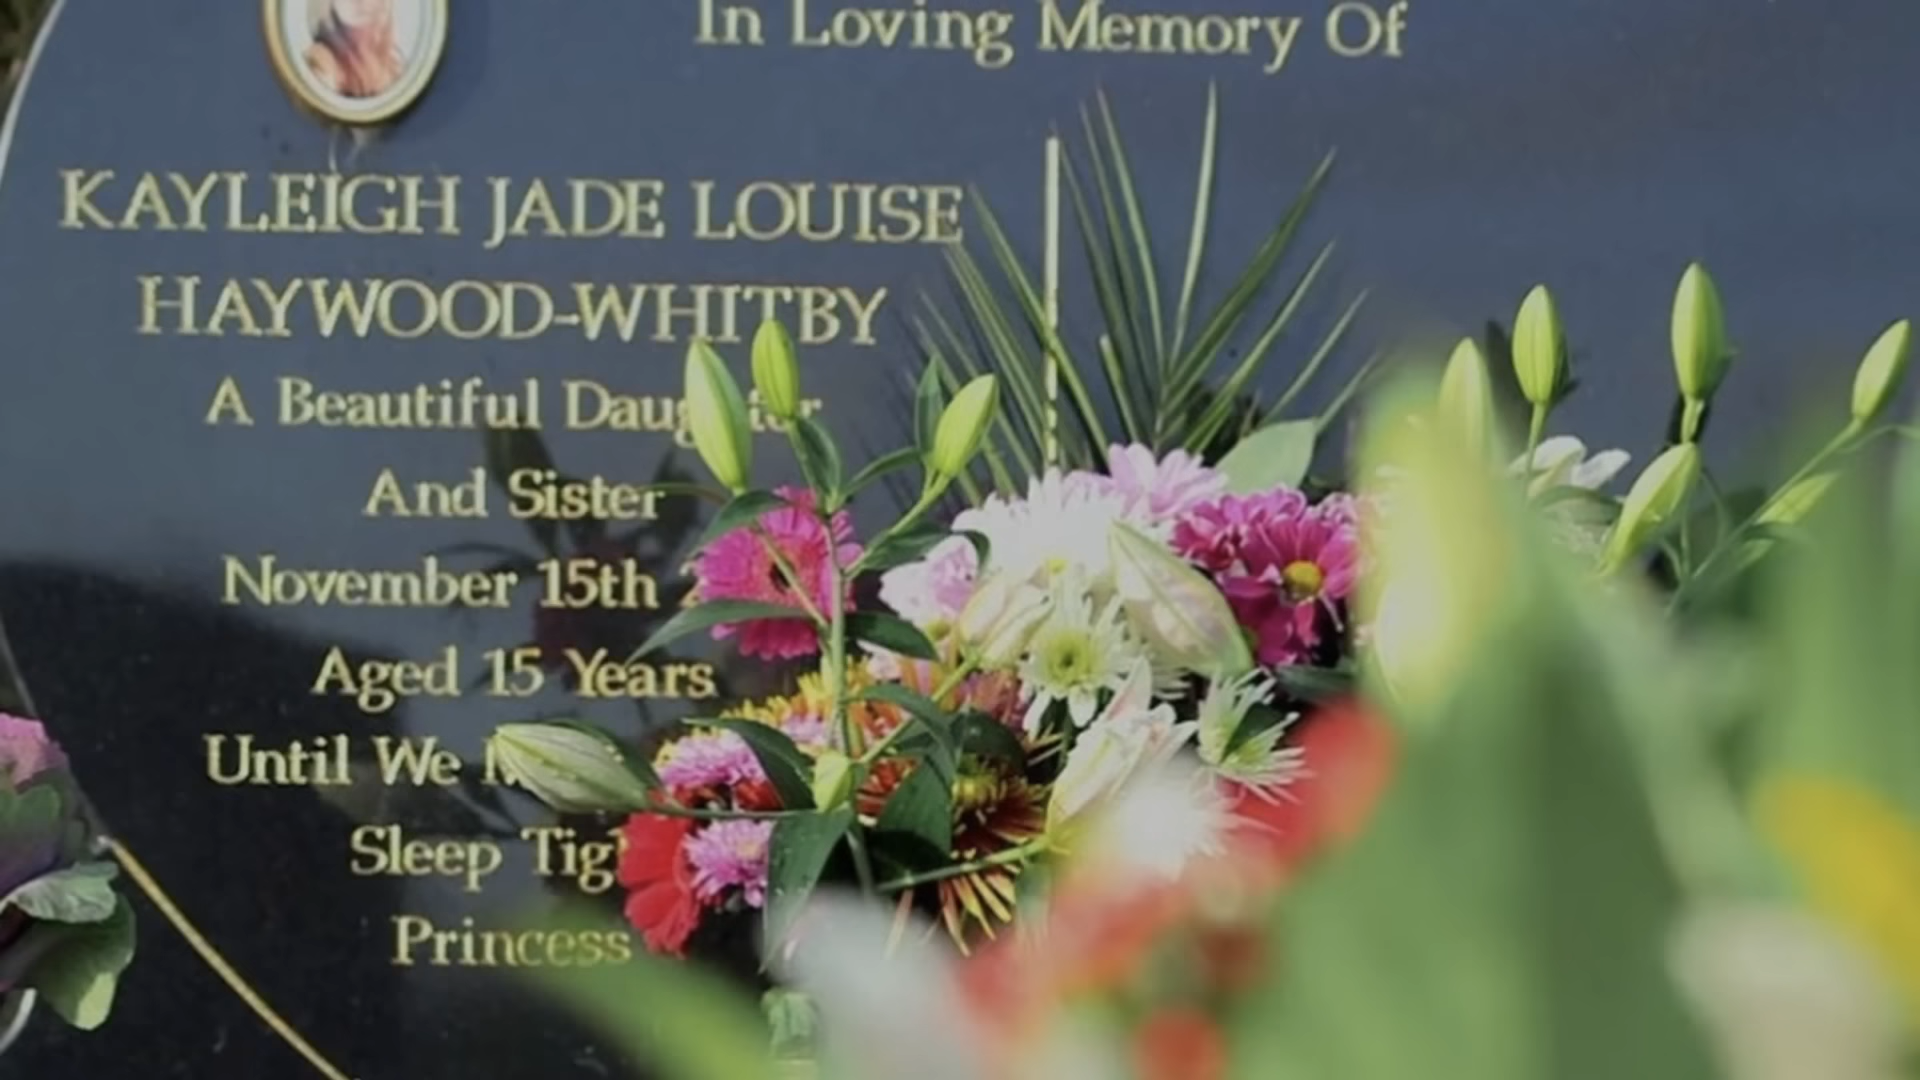 In Loving Memory Of
KAYLEIGH JADE LOUISE
HAYWOOD-WHITBY
A Beautiful Daughter
And Sister
November 15th
Aged 15 Years
Until We
Sleep
Princess